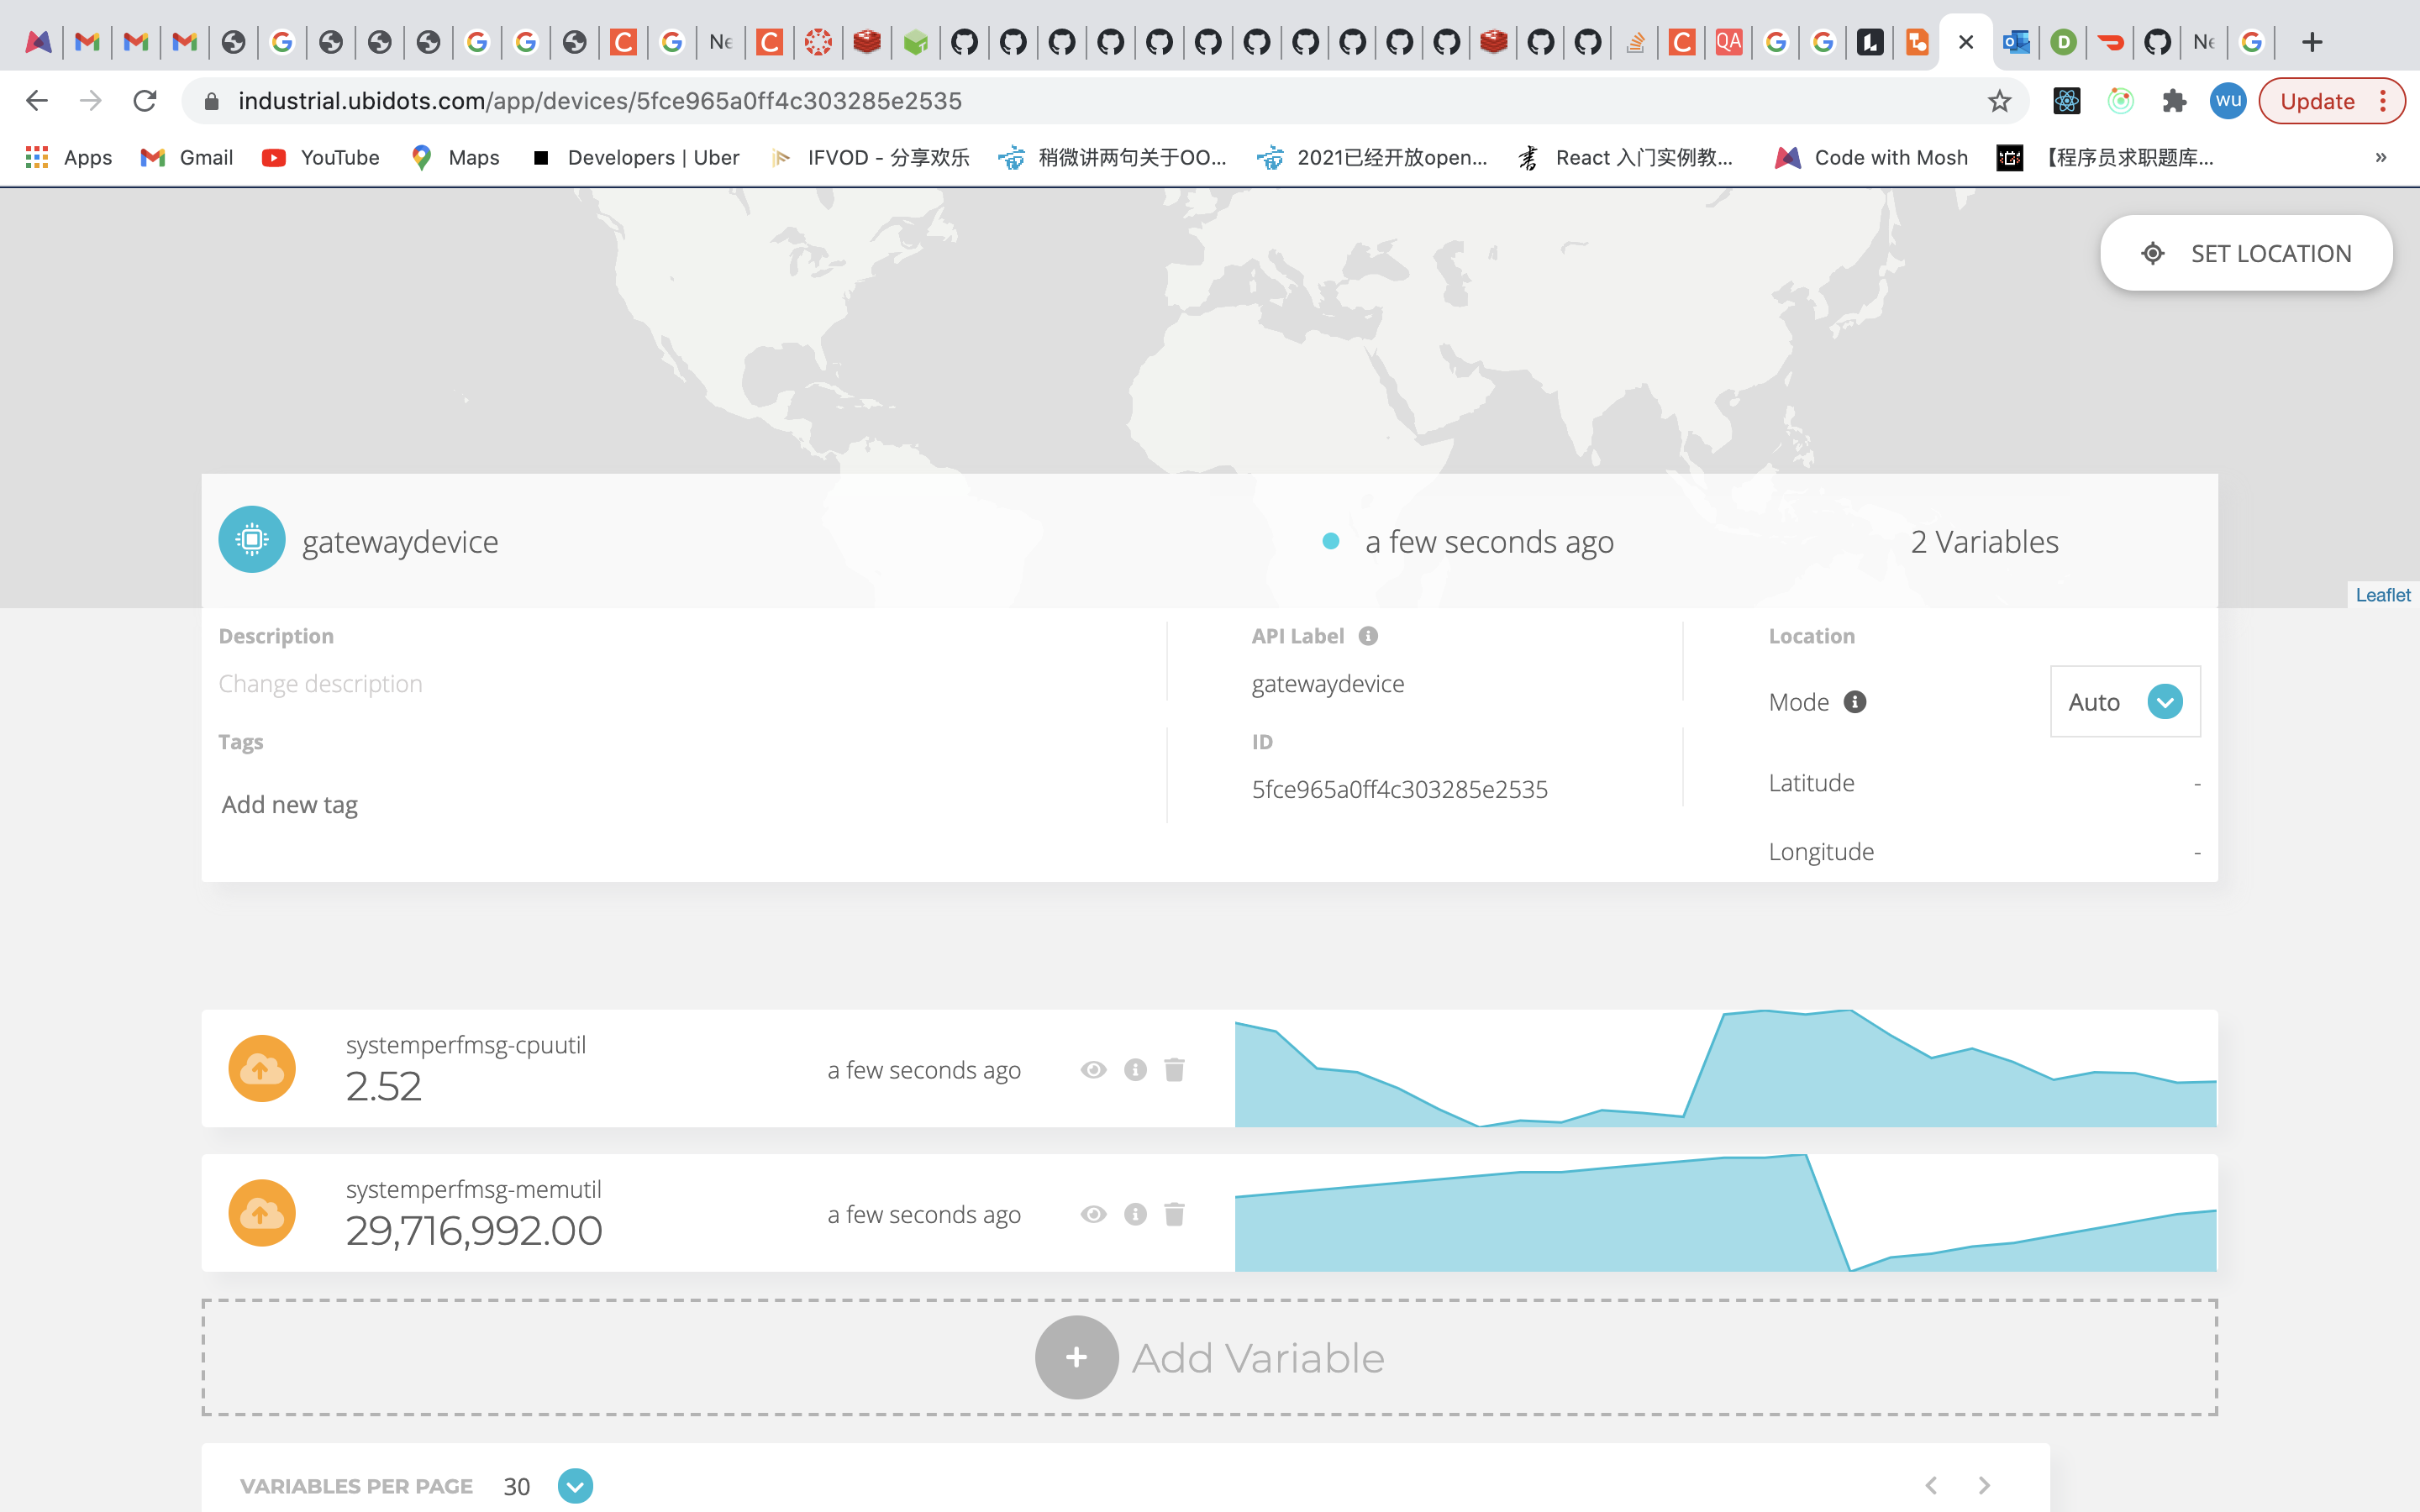 Ne
QA
D
Ne
industrial.ubidots.com/app/devices/5fce965a0ff4c303285e2535
WU
Update
Apps
Gmail
YouTube
Maps
Developers | Uber
IFVOD - 分享欢乐
稍微讲两句关于OO...
2021已经开放open...
React 入门实例教...
Code with Mosh
【程序员求职题库...
»
SET LOCATION
gatewaydevice
a few seconds ago
2 Variables
Leaflet
Description
API Label
Location
Change description
gatewaydevice
Mode
Auto
Tags
ID
Add new tag
5fce965a0ff4c303285e2535
Latitude
-
Longitude
-
systemperfmsg-cpuutil
2.52
a few seconds ago
systemperfmsg-memutil
29,716,992.00
a few seconds ago
Add Variable
VARIABLES PER PAGE
30